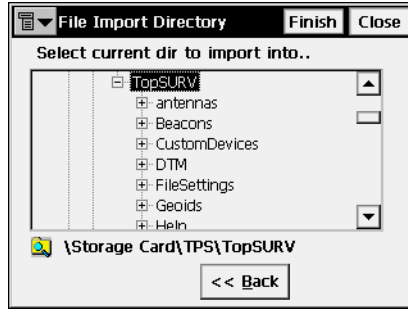 File Import Directory Finish Close
Select current dir to import into..
TopSURV
antennas
Beacons
CustomDevices
DTM
FileSettings
Geoids
Help
\Storage Card\TPS\TopSURV
<< Back